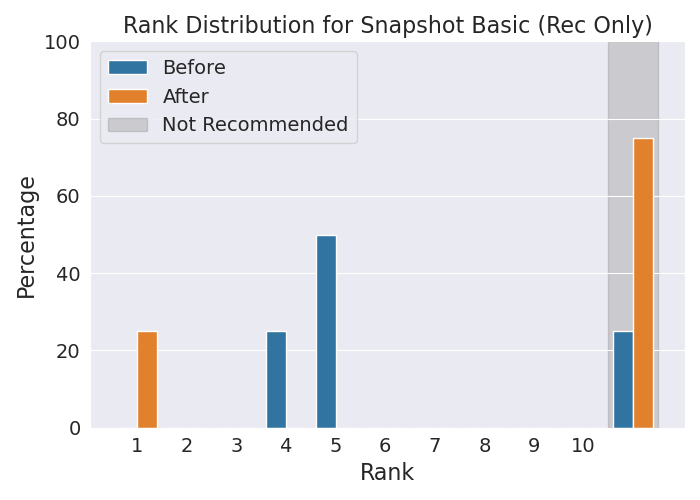 Rank Distribution for Snapshot Basic (Rec Only)
100
80
60
40
20
0
Percentage
Before
After
Not Recommended
1 2 3 4 5 6 7 8 9 10
Rank